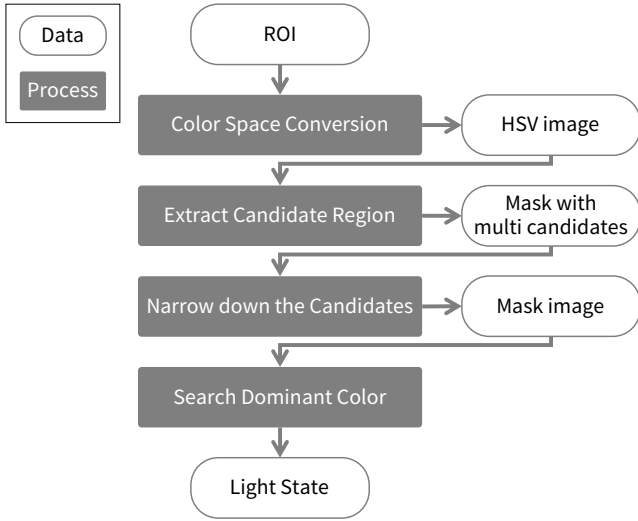 Data
Process
ROI
Color Space Conversion
HSV image
Extract Candidate Region
Mask with
multi candidates
Narrow down the Candidates
Mask image
Search Dominant Color
Light State